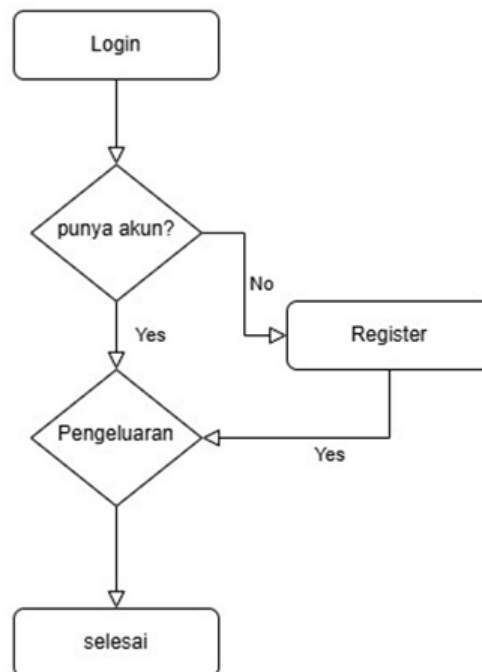 Login
punya akun?
No
Register
Yes
Pengeluaran
Yes
selesai